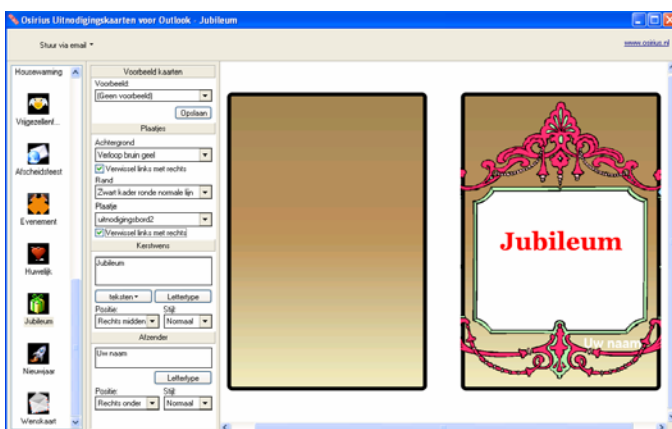 Osirius Uitnodigingskaarten voor Outlook - Jubileum
Stuur via email
www.osirius.nl
Housewarming
Vrijgezellenf...
Afscheidsfeest
Evenement
Huwelijk
Jubileum
Nieuwjaar
Wenskaart
Voorbeeld kaarten
Voorbeeld:
(Geen voorbeeld)
Opslaan
Plaatjes
Achtergrond
Verloop bruin geel
Verwissel links met rechts
Rand
Zwart kader ronde normale lijn
Plaatje
uitnodigingsbord2
Verwissel links met rechts
Kerstwens
Jubileum
teksten
Lettertype
Positie: Stijl:
Rechts midden Normaal
Afzender
Uw naam
Lettertype
Positie: Stijl:
Rechts onder Normaal
Jubileum
Uw naam